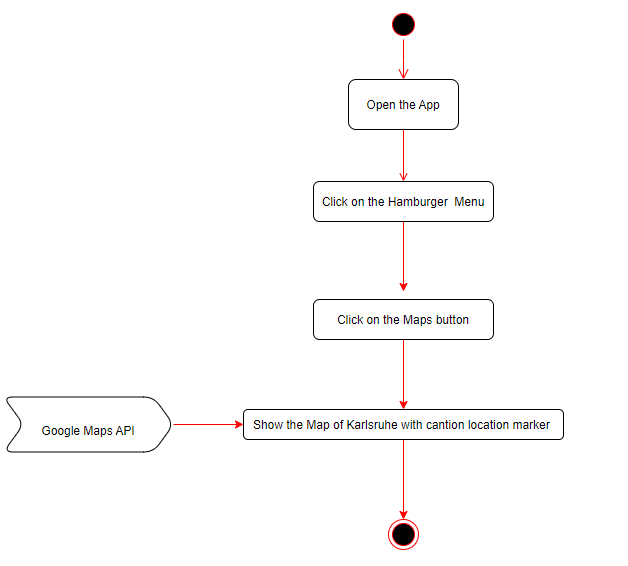 Open the App
Click on the Hamburger  Menu
Click on the Maps button
Show the Map of Karlsruhe with cantion location marker
Google Maps API